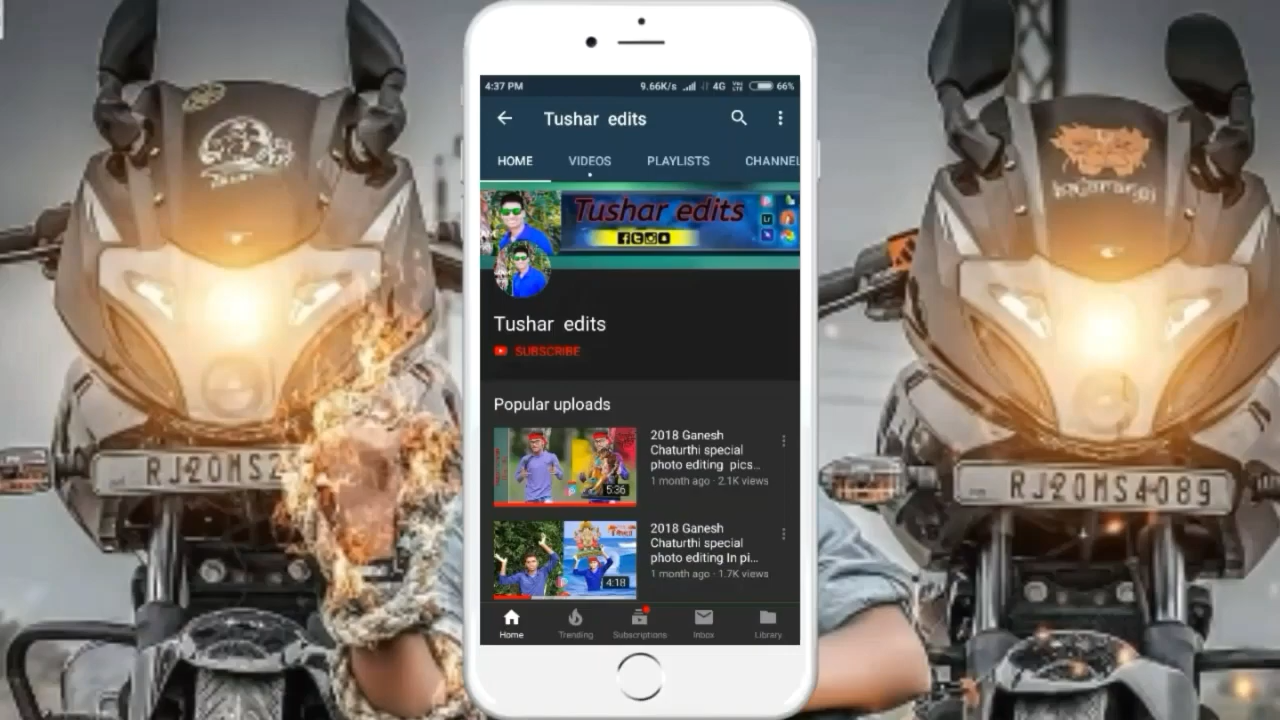 4:37 PM 9.66K/s 4G VoLTE 66%
Tushar edits
HOME VIDEOS PLAYLISTS CHANNEL
Tushar edits
Tushar edits
SUBSCRIBE
Popular uploads
2018 Ganesh
Chaturthi special
photo editing pics...
1 month ago · 2.1K views
5:36
2018 Ganesh
Chaturthi special
photo editing In pi...
1 month ago · 1.7K views
4:18
Home Trending Subscriptions Inbox Library
RJ20MS2
bajarangi
RJ20MS4089